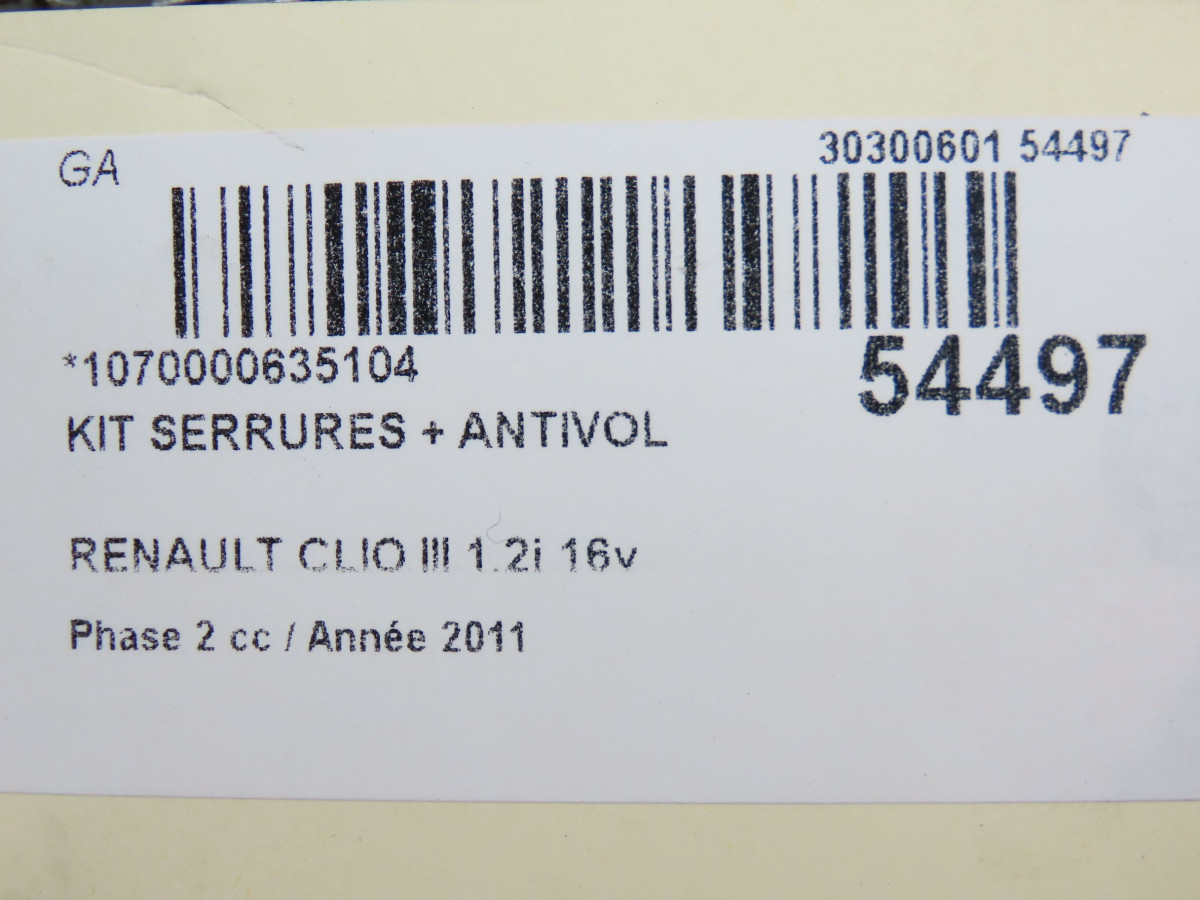 GA
30300601 54497
*1070000635104
54497
KIT SERRURES + ANTIVOL
RENAULT CLIO III 1.2i 16v
Phase 2 cc / Année 2011